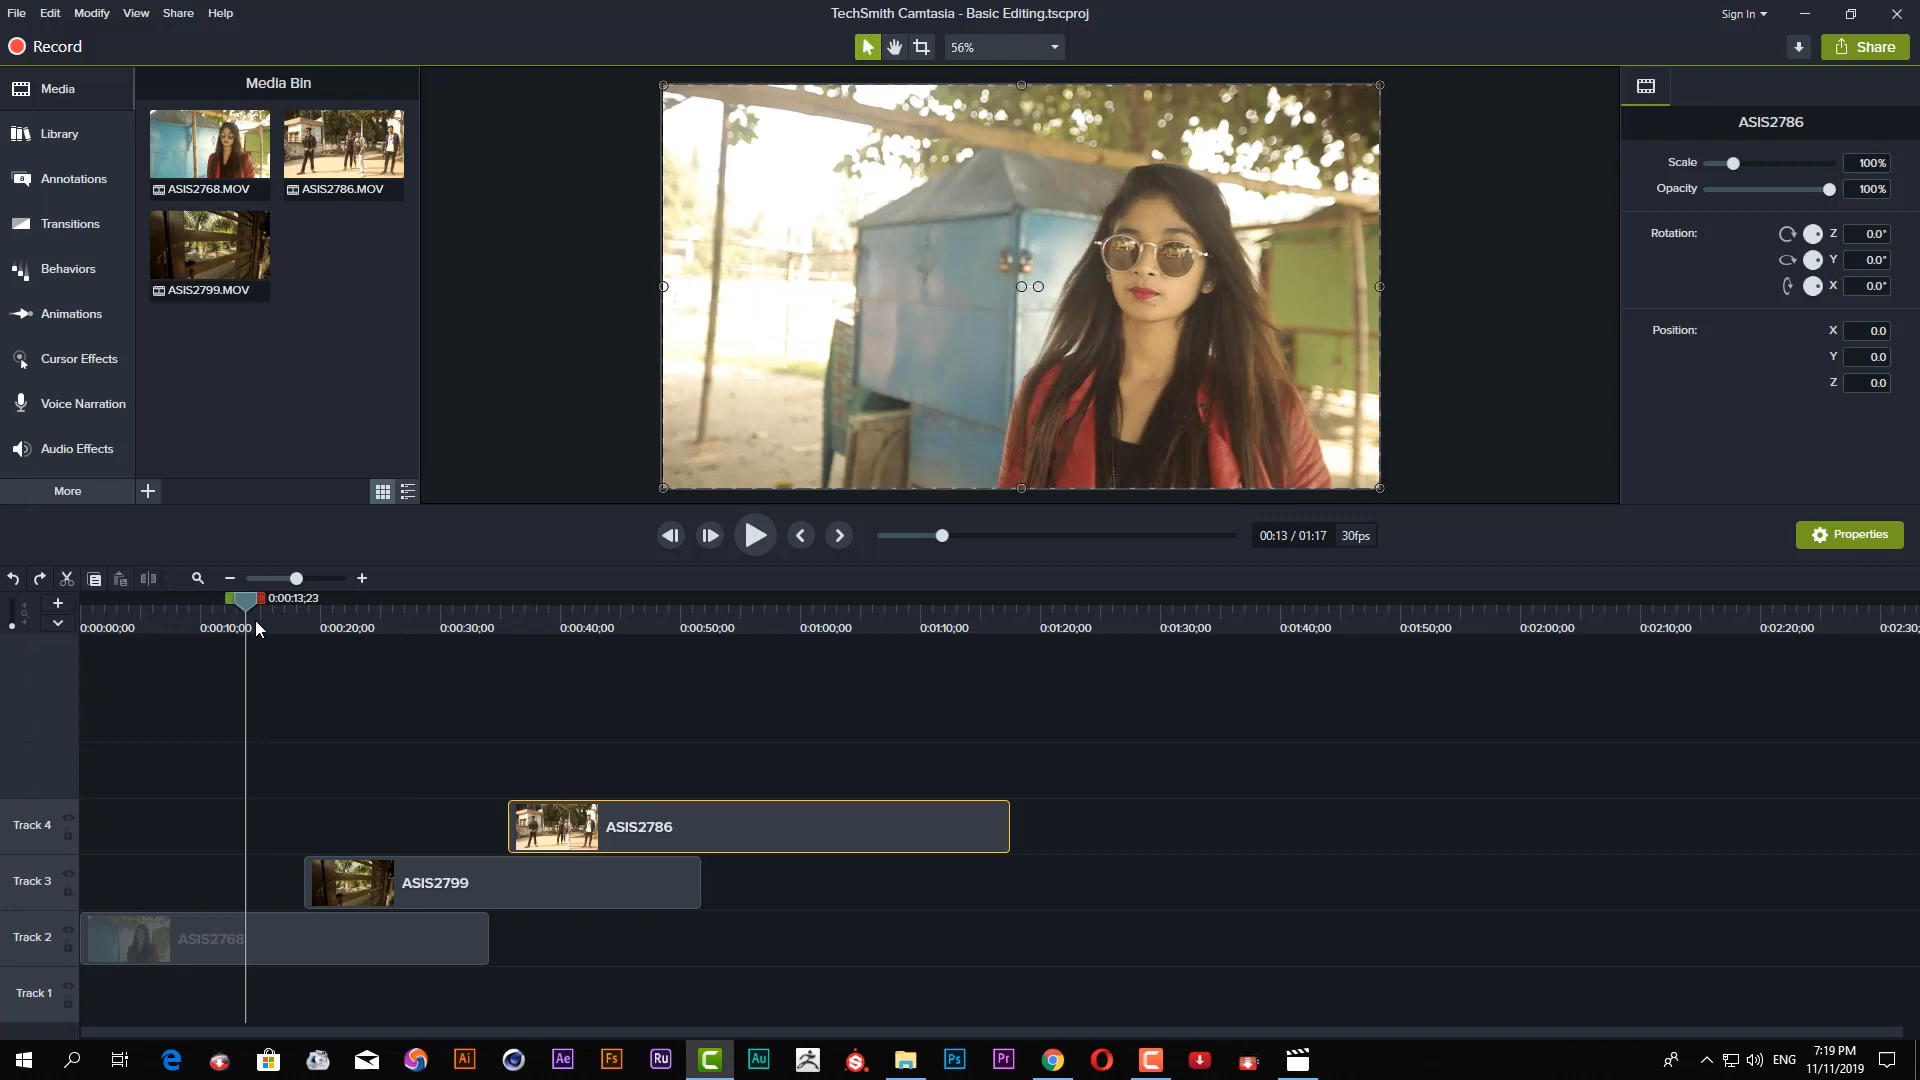 File Edit Modify View Share Help
TechSmith Camtasia - Basic Editing.tscproj
Sign In
Record
56%
Share
Media
Library
Annotations
Transitions
Behaviors
Animations
Cursor Effects
Voice Narration
Audio Effects
More
Media Bin
ASIS2768.MOV
ASIS2786.MOV
ASIS2799.MOV
ASIS2786
Scale 100%
Opacity 100%
Rotation: Z 0.0°
Y 0.0°
X 0.0°
Position: X 0.0
Y 0.0
Z 0.0
00:13 / 01:17 30fps
Properties
0:00:13;23
0:00:00;00 0:00:10;00 0:00:20;00 0:00:30;00 0:00:40;00 0:00:50;00 0:01:00;00 0:01:10;00 0:01:20;00 0:01:30;00 0:01:40;00 0:01:50;00 0:02:00;00 0:02:10;00 0:02:20;00 0:02:30;
Track 4
ASIS2786
Track 3
ASIS2799
Track 2
ASIS2768
Track 1
Ai Ae Fs Ru Au Ps Pr
ENG
7:19 PM
11/11/2019